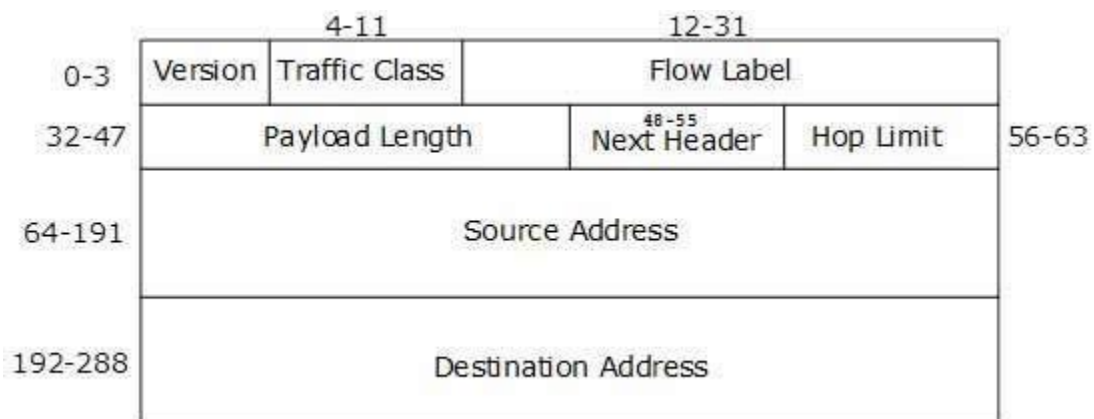 4-11 12-31
0-3 Version Traffic Class Flow Label
48-55
32-47 Payload Length Next Header Hop Limit 56-63
64-191 Source Address
192-288 Destination Address